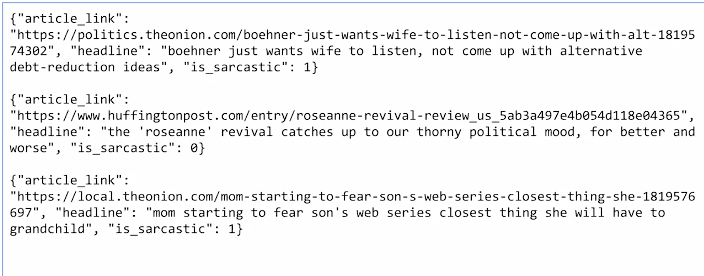 {"article_link":
"https://politics.theonion.com/boehner-just-wants-wife-to-listen-not-come-up-with-alt-18195
74302", "headline": "boehner just wants wife to listen, not come up with alternative
debt-reduction ideas", "is_sarcastic": 1}
{"article_link":
"https://www.huffingtonpost.com/entry/roseanne-revival-review_us_5ab3a497e4b054d118e04365",
"headline": "the 'roseanne' revival catches up to our thorny political mood, for better and
worse", "is_sarcastic": 0}
{"article_link":
"https://local.theonion.com/mom-starting-to-fear-son-s-web-series-closest-thing-she-1819576
697", "headline": "mom starting to fear son's web series closest thing she will have to
grandchild", "is_sarcastic": 1}